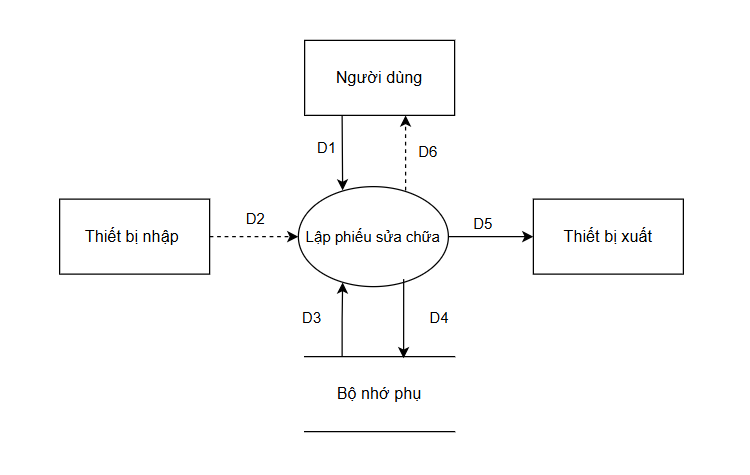 Người dùng
D1
D6
Thiết bị nhập
D2
Lập phiếu sửa chữa
D5
Thiết bị xuất
D3
D4
Bộ nhớ phụ